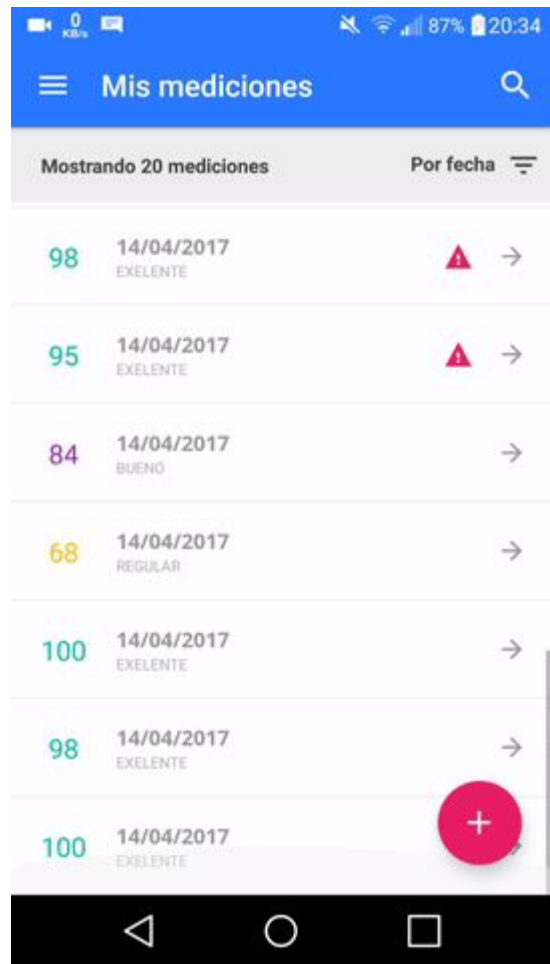 0 KB/s 87% 20:34
Mis mediciones
Mostrando 20 mediciones Por fecha
98 14/04/2017
EXELENTE
95 14/04/2017
EXELENTE
84 14/04/2017
BUENO
68 14/04/2017
REGULAR
100 14/04/2017
EXELENTE
98 14/04/2017
EXELENTE
100 14/04/2017
EXELENTE